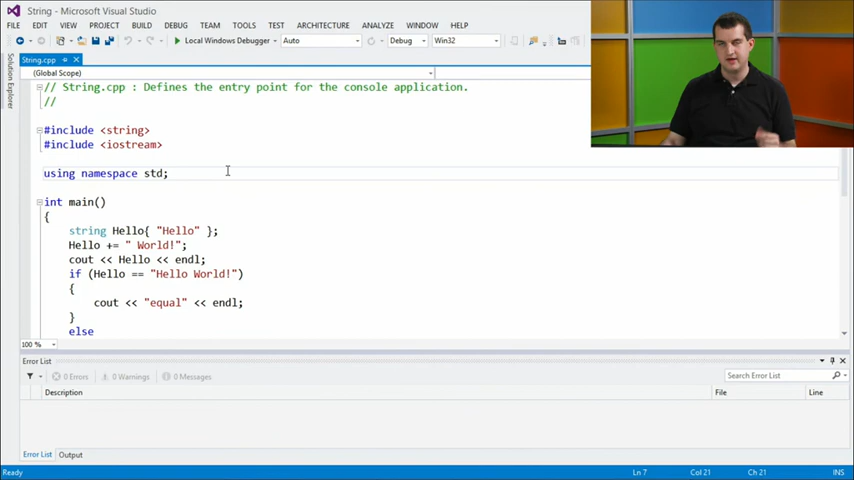 String - Microsoft Visual Studio
FILE EDIT VIEW PROJECT BUILD DEBUG TEAM TOOLS TEST ARCHITECTURE ANALYZE WINDOW HELP
Local Windows Debugger Auto Debug Win32
String.cpp
Solution Explorer
(Global Scope)
// String.cpp : Defines the entry point for the console application.
//
#include <string>
#include <iostream>
using namespace std;
int main()
{
string Hello{ "Hello" };
Hello += " World!";
cout << Hello << endl;
if (Hello == "Hello World!")
{
cout << "equal" << endl;
}
else
100 %
Error List
0 Errors 0 Warnings 0 Messages Search Error List
Description File Line
Error List Output
Ready Ln 7 Col 21 Ch 21 INS